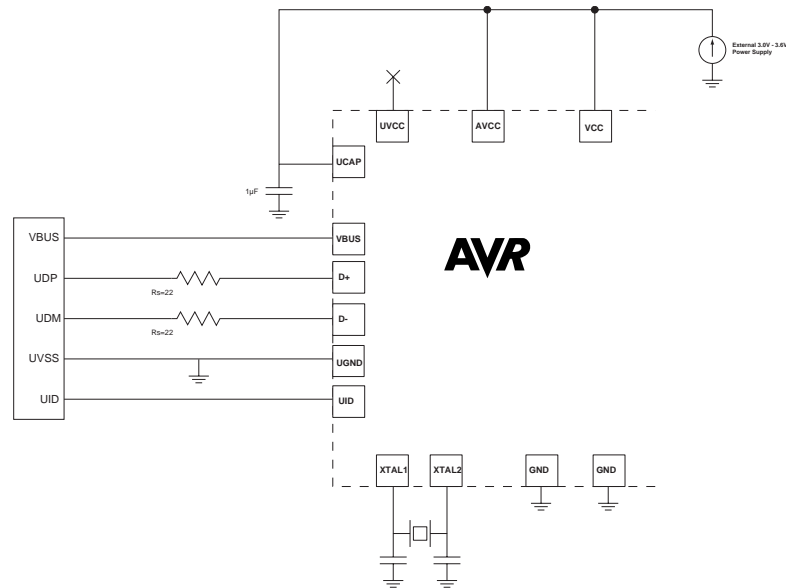 External 3.0V - 3.6V
Power Supply
UVCC
AVCC
VCC
UCAP
1µF
VBUS
VBUS
AVR
UDP
D+
Rs=22
UDM
D-
Rs=22
UVSS
UGND
UID
UID
XTAL1
XTAL2
GND
GND